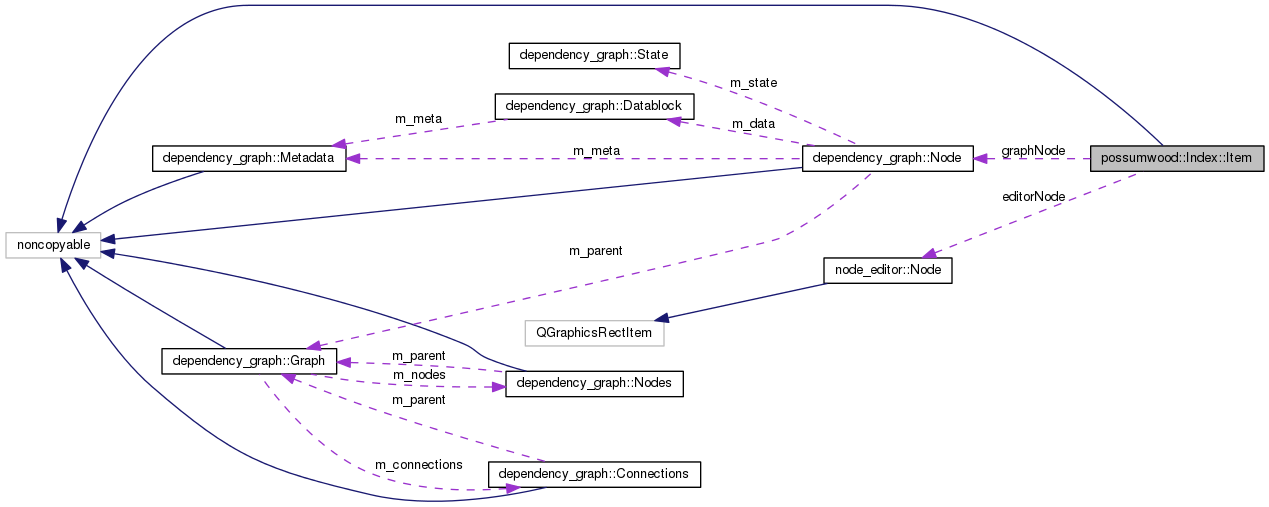 dependency_graph::State
m_state
dependency_graph::Datablock
m_meta
m_data
dependency_graph::Metadata
m_meta
dependency_graph::Node
graphNode
possumwood::Index::Item
editorNode
noncopyable
m_parent
node_editor::Node
QGraphicsRectItem
dependency_graph::Graph
m_parent
m_nodes
dependency_graph::Nodes
m_parent
m_connections
dependency_graph::Connections